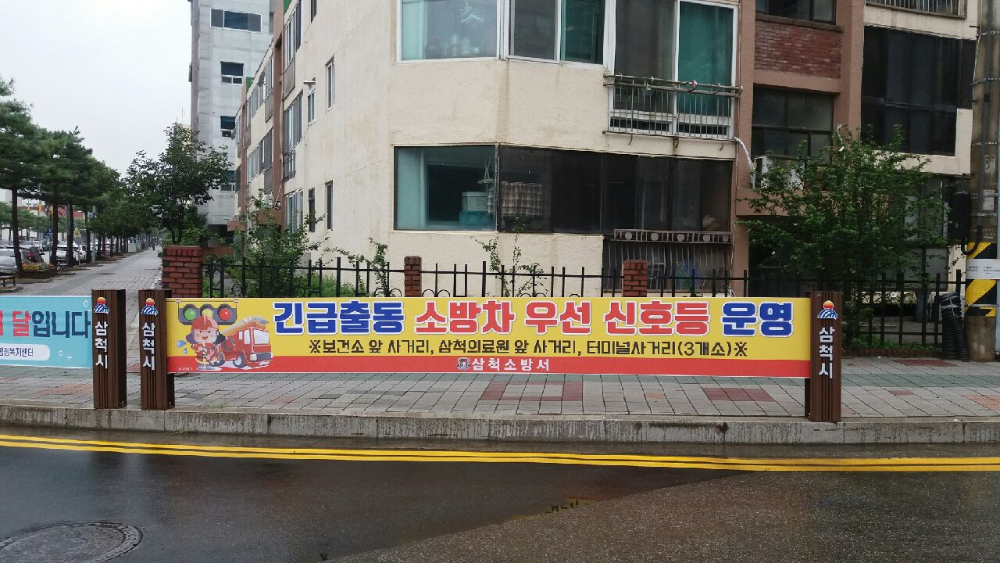 달입니다
삼척시
삼척시
긴급출동 소방차 우선 신호등 운영
※보건소 앞 사거리, 삼척의료원 앞 사거리, 터미널사거리(3개소)※
삼척소방서
삼척시